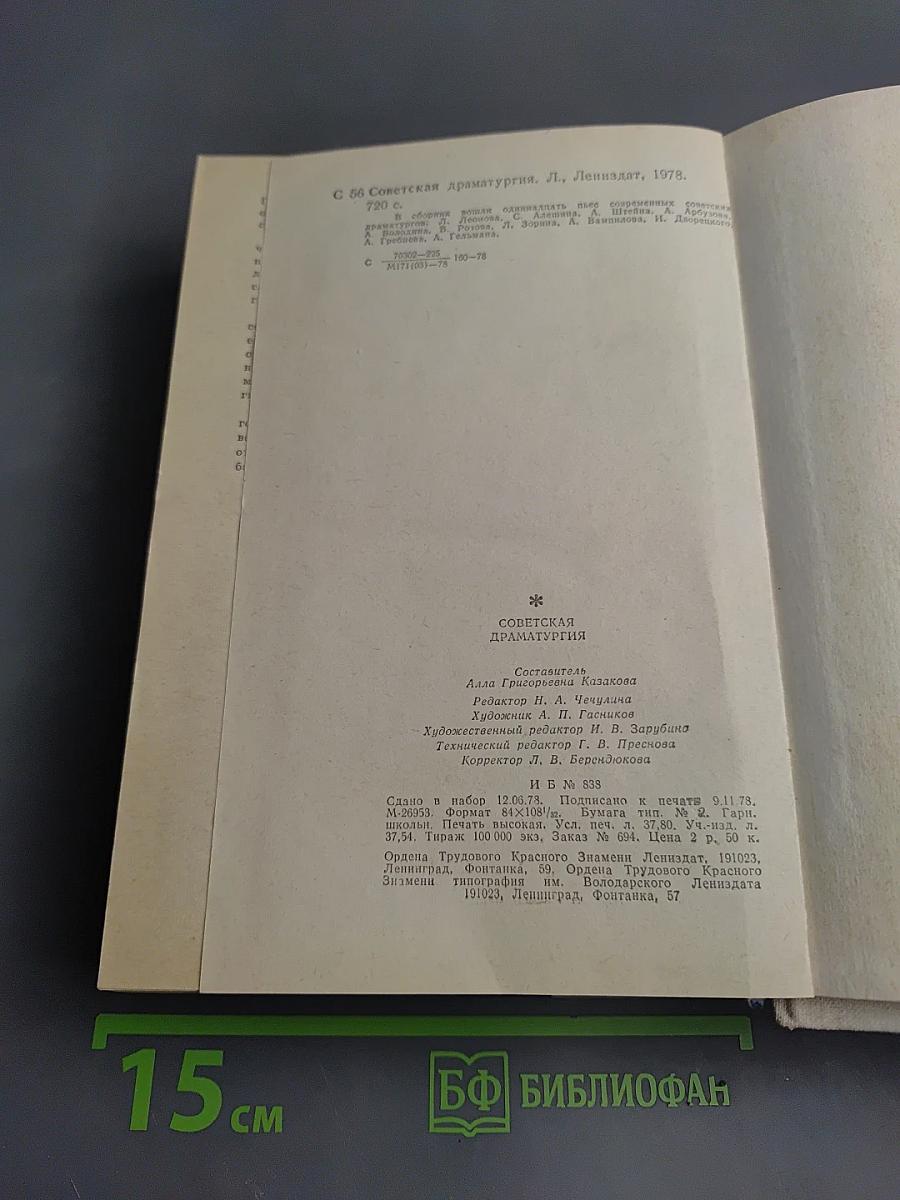 С 56 Советская драматургия. Л., Лениздат, 1978.
720 с.
В сборник вошли одиннадцать пьес современных советских
драматургов: Л. Леонова, С. Алешина, А. Штейна, А. Арбузова,
А. Володина, В. Розова, Л. Зорина, А. Вампилова, И. Дворецкого,
А. Гребнева, А. Гельмана.
С 70302—225
М171(03)—78 160—78
*
СОВЕТСКАЯ
ДРАМАТУРГИЯ
Составитель
Алла Григорьевна Казакова
Редактор Н. А. Чечулина
Художник А. П. Гасников
Художественный редактор И. В. Зарубина
Технический редактор Г. В. Преснова
Корректор Л. В. Берендюкова
И Б № 838
Сдано в набор 12.06.78. Подписано к печати 9.11.78.
М-26953. Формат 84×108¹/₃₂. Бумага тип. № 2. Гарн.
школьн. Печать высокая. Усл. печ. л. 37,80. Уч.-изд. л.
37,54. Тираж 100 000 экз. Заказ № 694. Цена 2 р. 50 к.
Ордена Трудового Красного Знамени Лениздат, 191023,
Ленинград, Фонтанка, 59. Ордена Трудового Красного
Знамени типография им. Володарского Лениздата
191023, Ленинград, Фонтанка, 57
15 см
БФ БИБЛИОФАН